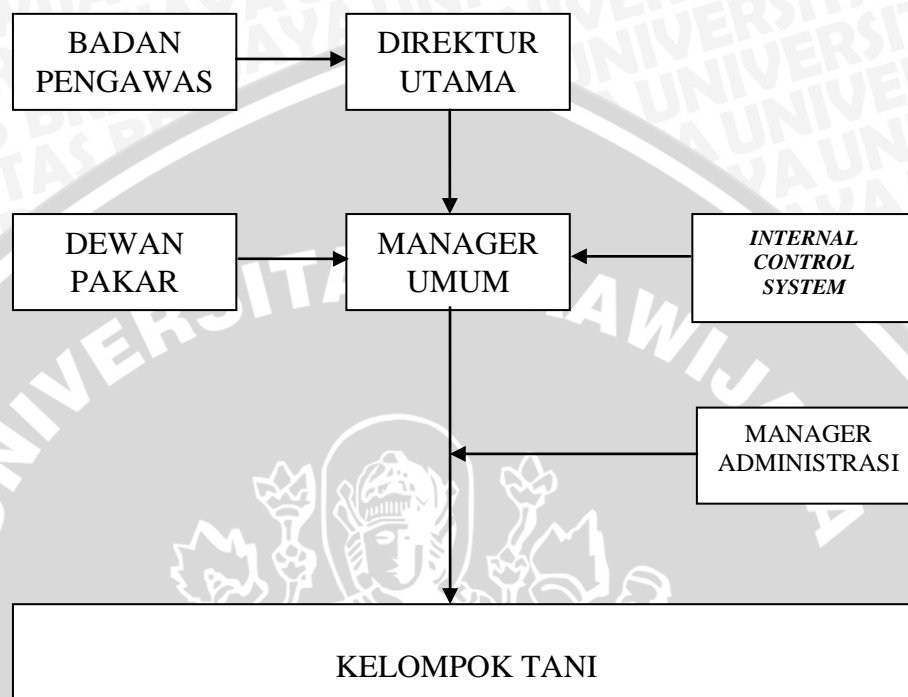 BADAN
PENGAWAS
DIREKTUR
UTAMA
DEWAN
PAKAR
MANAGER
UMUM
INTERNAL
CONTROL
SYSTEM
MANAGER
ADMINISTRASI
KELOMPOK TANI